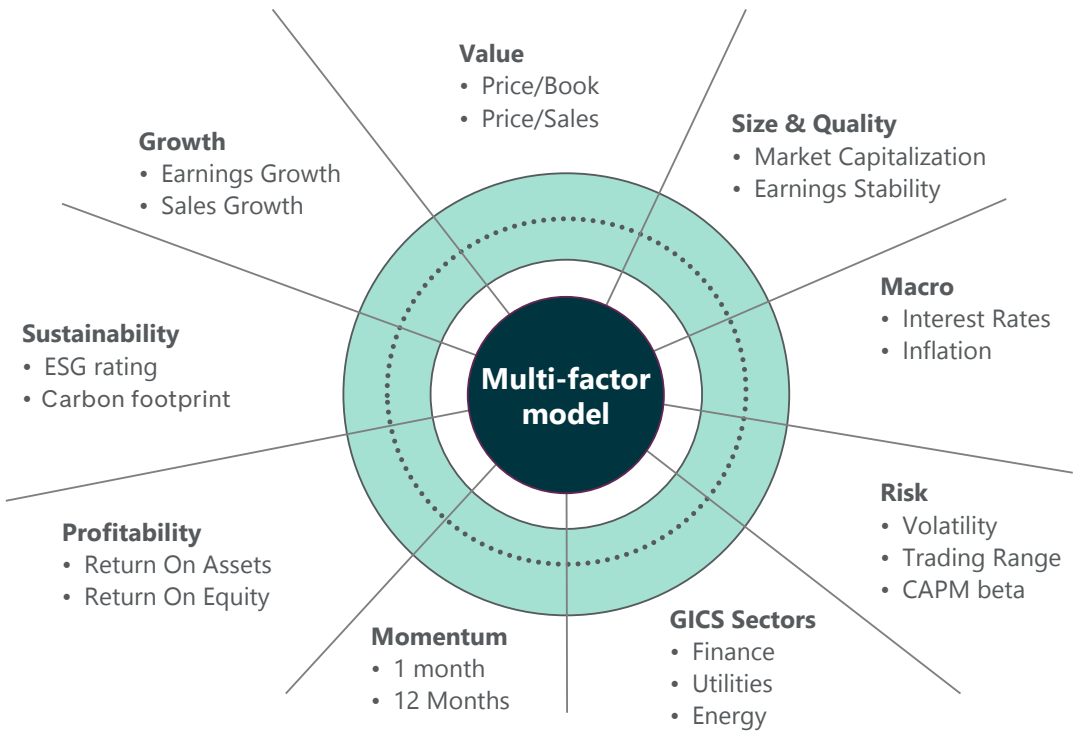 Value
• Price/Book
• Price/Sales
Size & Quality
• Market Capitalization
• Earnings Stability
Macro
• Interest Rates
• Inflation
Risk
• Volatility
• Trading Range
• CAPM beta
GICS Sectors
• Finance
• Utilities
• Energy
Momentum
• 1 month
• 12 Months
Profitability
• Return On Assets
• Return On Equity
Sustainability
• ESG rating
• Carbon footprint
Growth
• Earnings Growth
• Sales Growth
Multi-factor
model